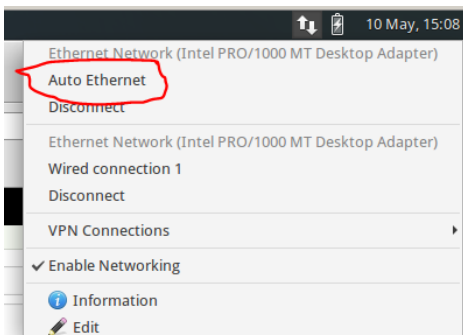 10 May, 15:08
Ethernet Network (Intel PRO/1000 MT Desktop Adapter)
Auto Ethernet
Disconnect
Ethernet Network (Intel PRO/1000 MT Desktop Adapter)
Wired connection 1
Disconnect
VPN Connections
Enable Networking
Information
Edit